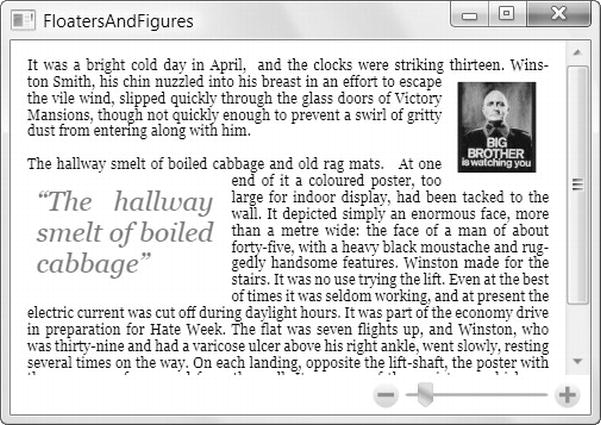 FloatersAndFigures
It was a bright cold day in April, and the clocks were striking thirteen. Wins-
ton Smith, his chin nuzzled into his breast in an effort to escape
the vile wind, slipped quickly through the glass doors of Victory
Mansions, though not quickly enough to prevent a swirl of gritty
dust from entering along with him.
BIG
BROTHER
is watching you
The hallway smelt of boiled cabbage and old rag mats. At one
end of it a coloured poster, too
large for indoor display, had been tacked to the
wall. It depicted simply an enormous face, more
than a metre wide: the face of a man of about
forty-five, with a heavy black moustache and rug-
gedly handsome features. Winston made for the
stairs. It was no use trying the lift. Even at the best
of times it was seldom working, and at present the
“The hallway
smelt of boiled
cabbage”
electric current was cut off during daylight hours. It was part of the economy drive
in preparation for Hate Week. The flat was seven flights up, and Winston, who
was thirty-nine and had a varicose ulcer above his right ankle, went slowly, resting
several times on the way. On each landing, opposite the lift-shaft, the poster with